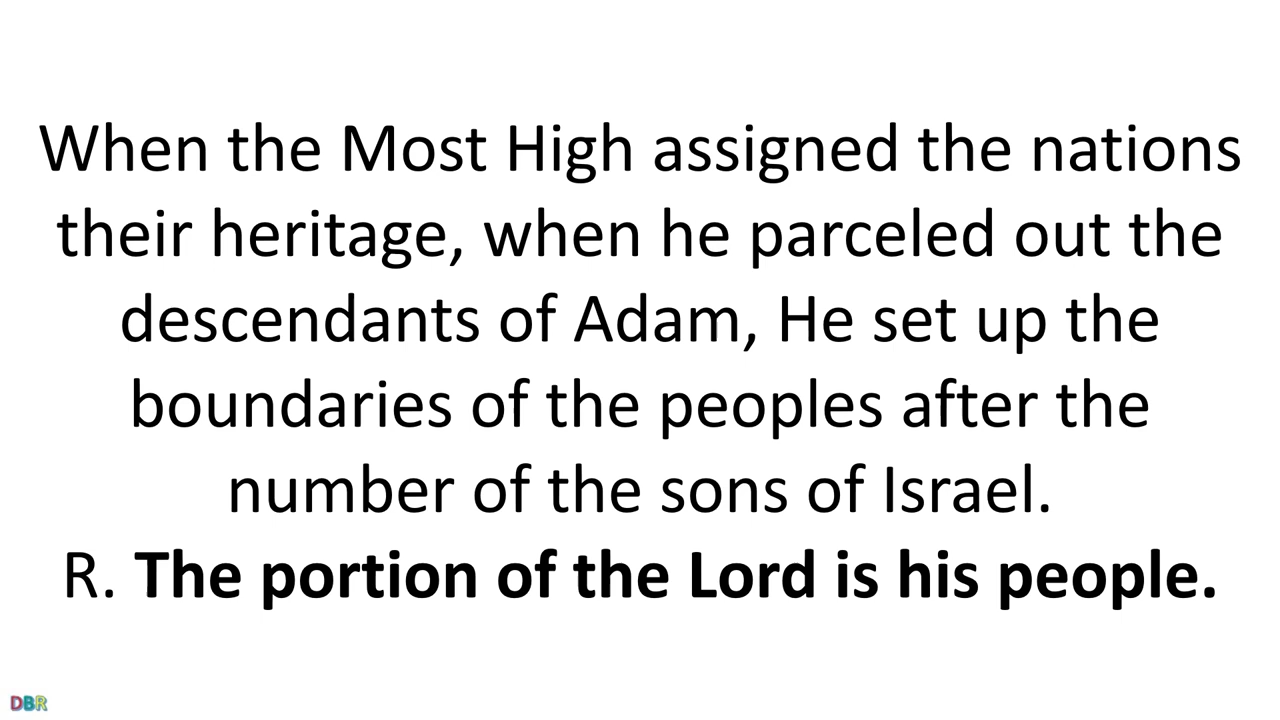 When the Most High assigned the nations
their heritage, when he parceled out the
descendants of Adam, He set up the
boundaries of the peoples after the
number of the sons of Israel.
R. The portion of the Lord is his people.
DBR